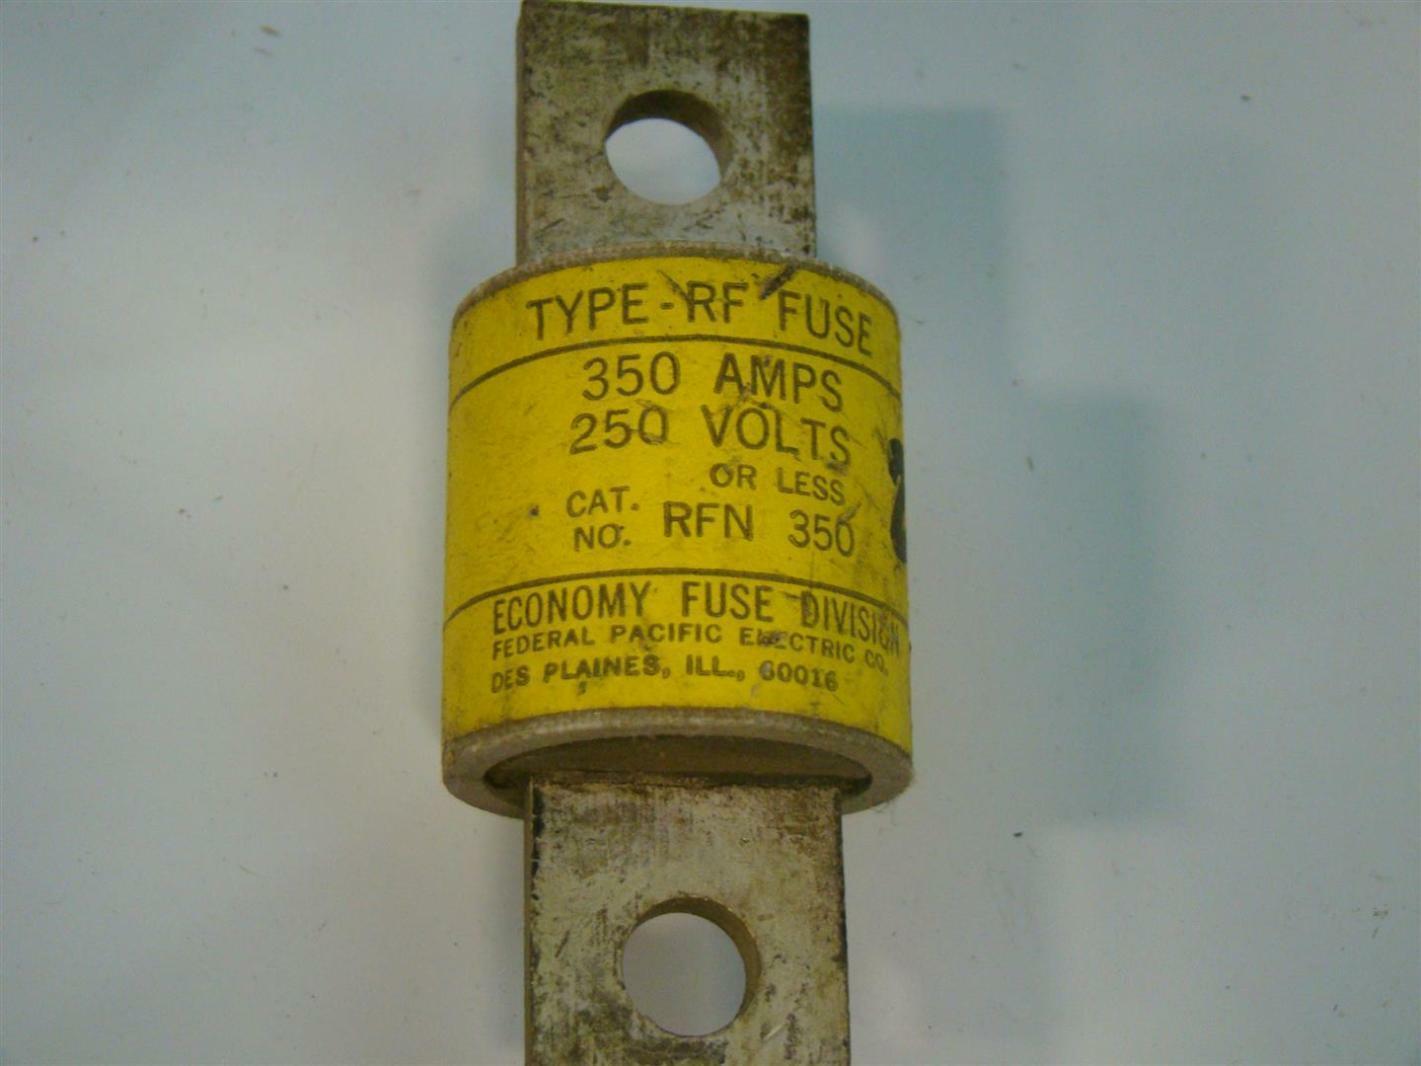 TYPE-RF FUSE
350 AMPS
250 VOLTS
OR LESS
CAT.
NO. RFN 350
ECONOMY FUSE DIVISION
FEDERAL PACIFIC ELECTRIC CO.
DES PLAINES, ILL., 60016